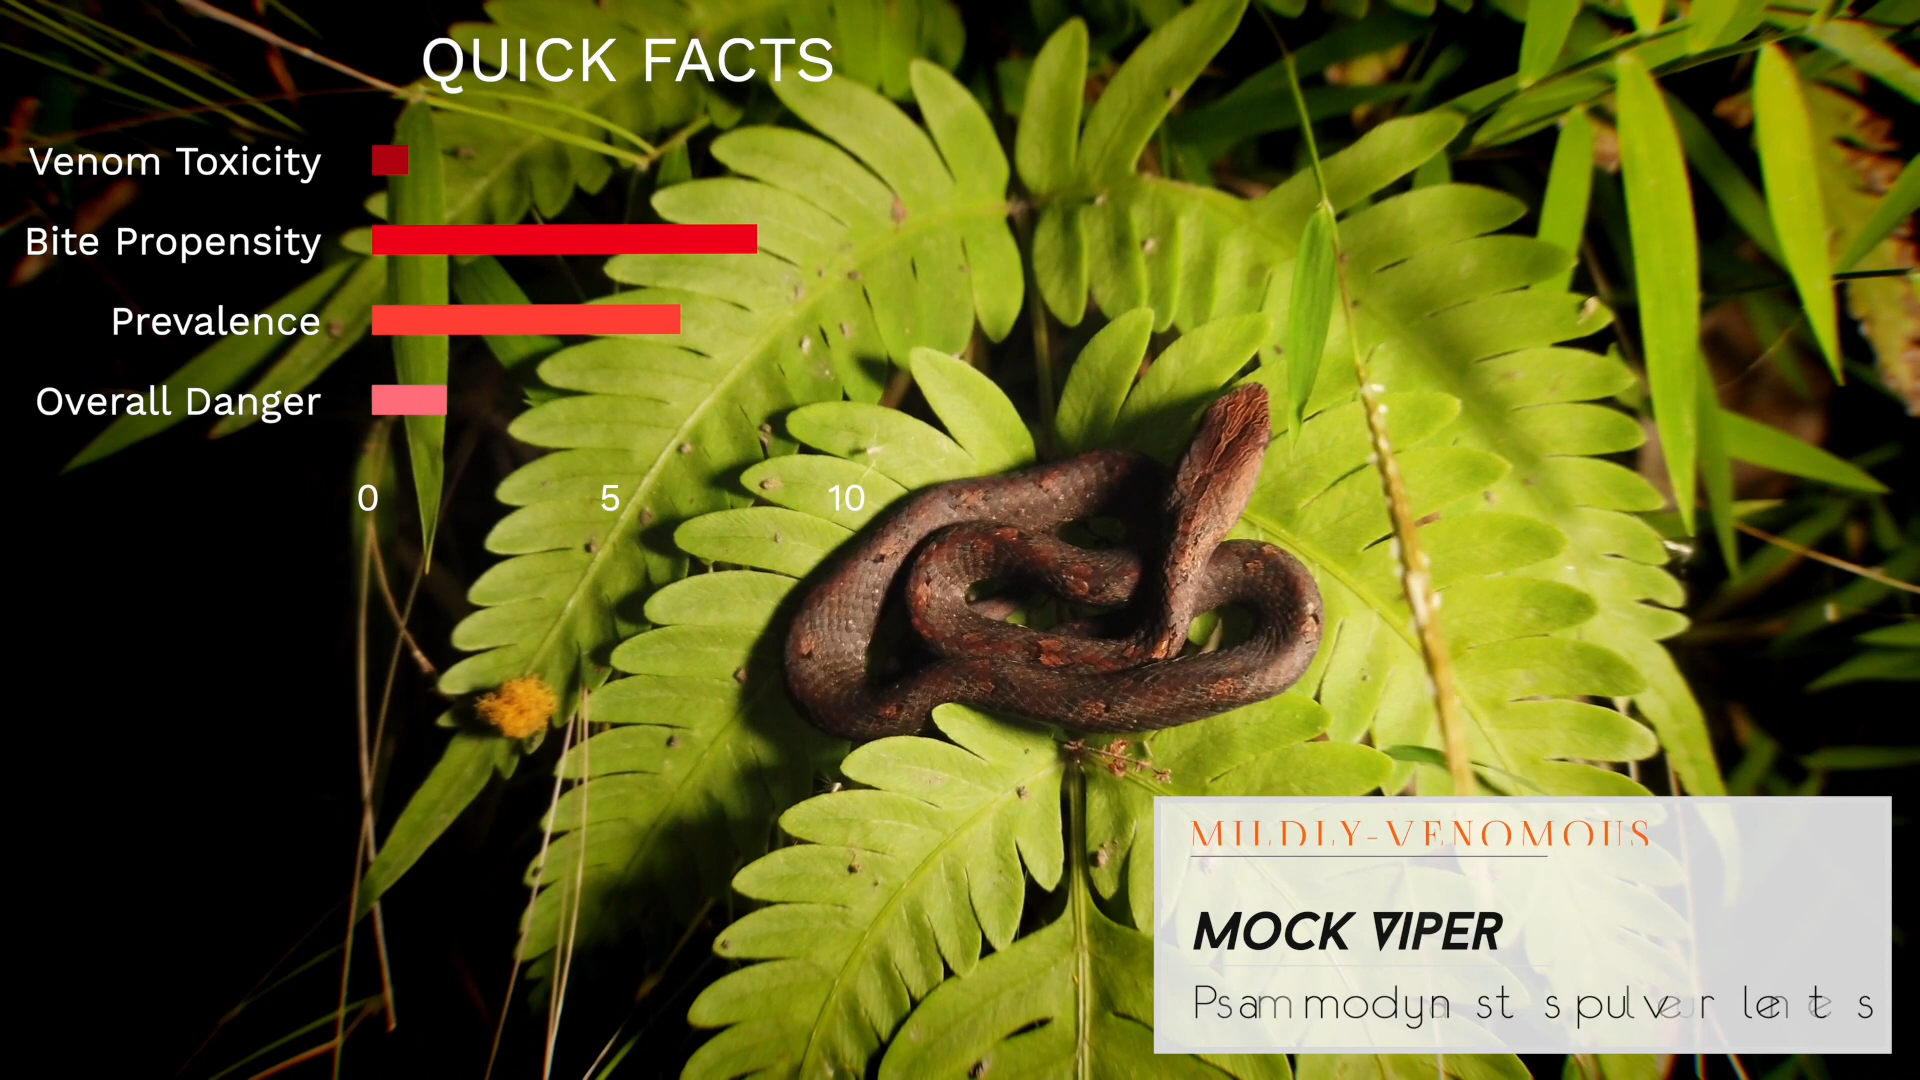 QUICK FACTS
Venom Toxicity
Bite Propensity
Prevalence
Overall Danger
0 5 10
MILDLY-VENOMOUS
MOCK VIPER